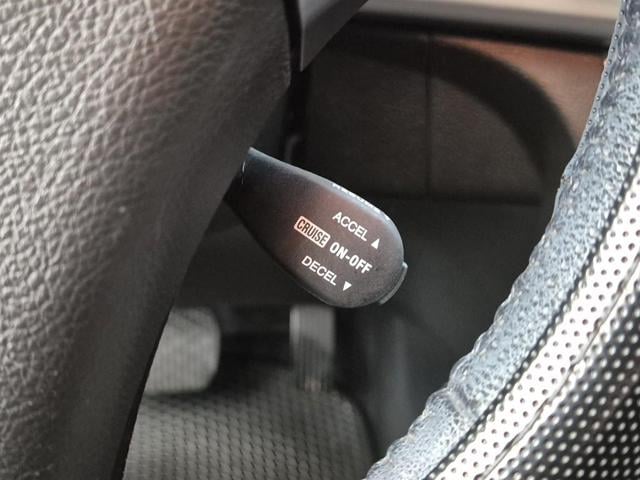 ACCEL ▲
CRUISE ON-OFF
DECEL ▼